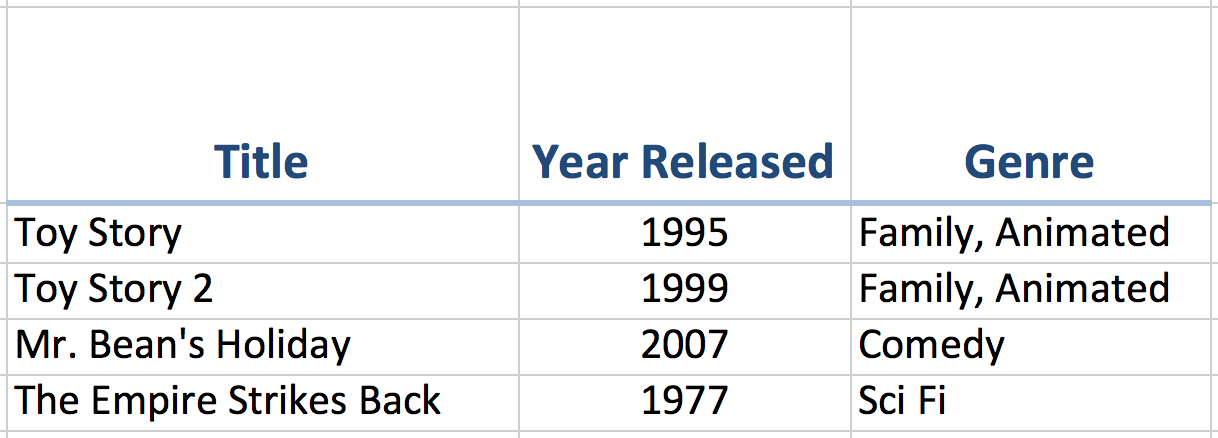 Title Year Released Genre
Toy Story 1995 Family, Animated
Toy Story 2 1999 Family, Animated
Mr. Bean's Holiday 2007 Comedy
The Empire Strikes Back 1977 Sci Fi